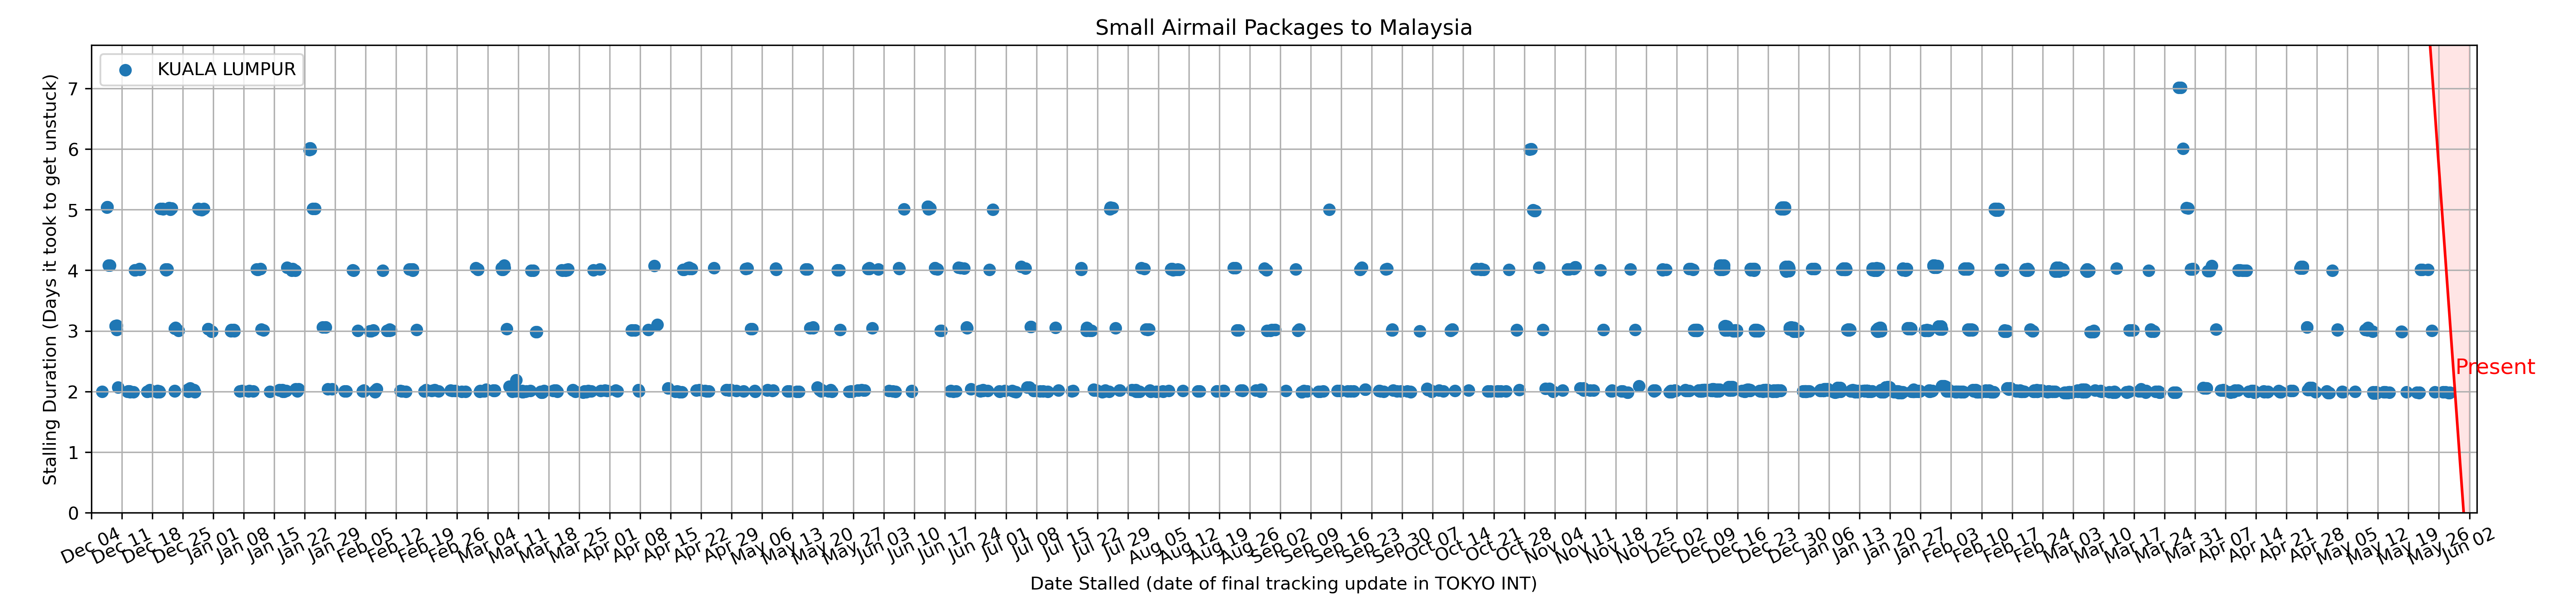 Small Airmail Packages to Malaysia
KUALA LUMPUR
Stalling Duration (Days it took to get unstuck)
7
6
5
4
3
2
1
0
Present
Dec 04
Dec 11
Dec 18
Dec 25
Jan 01
Jan 08
Jan 15
Jan 22
Jan 29
Feb 05
Feb 12
Feb 19
Feb 26
Mar 04
Mar 11
Mar 18
Mar 25
Apr 01
Apr 08
Apr 15
Apr 22
Apr 29
May 06
May 13
May 20
May 27
Jun 03
Jun 10
Jun 17
Jun 24
Jul 01
Jul 08
Jul 15
Jul 22
Jul 29
Aug 05
Aug 12
Aug 19
Aug 26
Sep 02
Sep 09
Sep 16
Sep 23
Sep 30
Oct 07
Oct 14
Oct 21
Oct 28
Nov 04
Nov 11
Nov 18
Nov 25
Dec 02
Dec 09
Dec 16
Dec 23
Dec 30
Jan 06
Jan 13
Jan 20
Jan 27
Feb 03
Feb 10
Feb 17
Feb 24
Mar 03
Mar 10
Mar 17
Mar 24
Mar 31
Apr 07
Apr 14
Apr 21
Apr 28
May 05
May 12
May 19
May 26
Jun 02
Date Stalled (date of final tracking update in TOKYO INT)